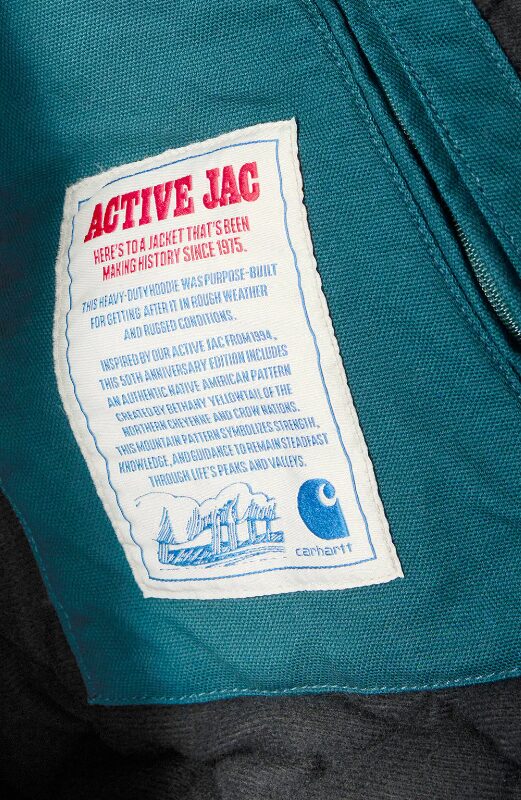 ACTIVE JAC
HERE'S TO A JACKET THAT'S BEEN
MAKING HISTORY SINCE 1975.
THIS HEAVY-DUTY HOODIE WAS PURPOSE-BUILT
FOR GETTING AFTER IT IN ROUGH WEATHER
AND RUGGED CONDITIONS.
INSPIRED BY OUR ACTIVE JAC FROM 1994,
THIS 50TH ANNIVERSARY EDITION INCLUDES
AN AUTHENTIC NATIVE AMERICAN PATTERN
CREATED BY BETHANY YELLOWTAIL OF THE
NORTHERN CHEYENNE AND CROW NATIONS.
THIS MOUNTAIN PATTERN SYMBOLIZES STRENGTH,
KNOWLEDGE, AND GUIDANCE TO REMAIN STEADFAST
THROUGH LIFE'S PEAKS AND VALLEYS.
carhartt